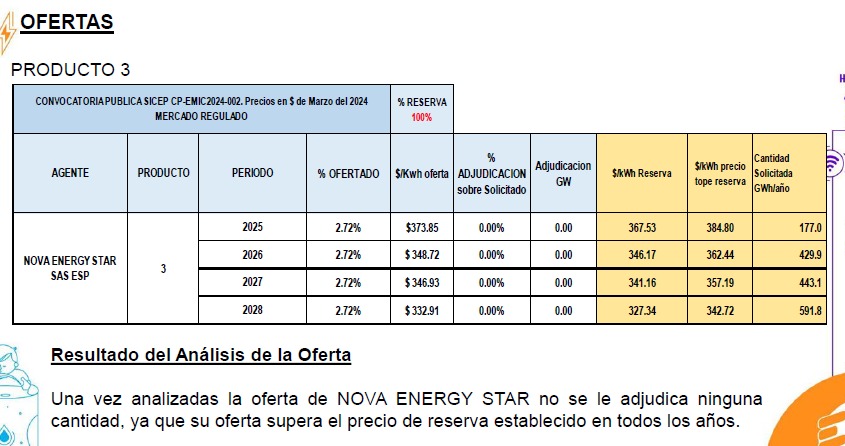 OFERTAS
PRODUCTO 3
CONVOCATORIA PUBLICA SICEP CP-EMIC2024-002. Precios en $ de Marzo del 2024
MERCADO REGULADO
% RESERVA
100%
AGENTE
PRODUCTO
PERIODO
% OFERTADO
$/Kwh oferta
%
ADJUDICACION
sobre Solicitado
Adjudicacion
GW
$/kWh Reserva
$/kWh precio
tope reserva
Cantidad
Solicitada
GWh/año
NOVA ENERGY STAR
SAS ESP
3
2025 2.72% $373.85 0.00% 0.00 367.53 384.80 177.0
2026 2.72% $ 348.72 0.00% 0.00 346.17 362.44 429.9
2027 2.72% $ 346.93 0.00% 0.00 341.16 357.19 443.1
2028 2.72% $ 332.91 0.00% 0.00 327.34 342.72 591.8
Resultado del Análisis de la Oferta
Una vez analizadas la oferta de NOVA ENERGY STAR no se le adjudica ninguna
cantidad, ya que su oferta supera el precio de reserva establecido en todos los años.